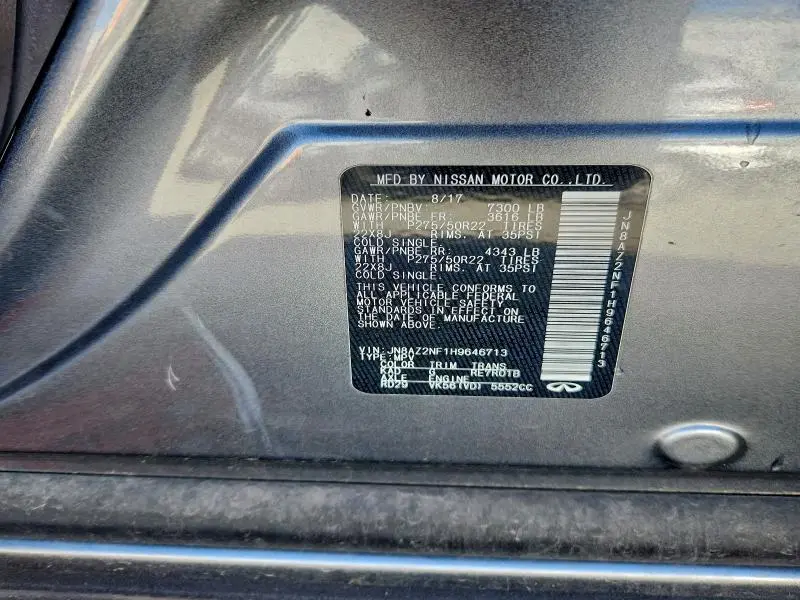 MFD BY NISSAN MOTOR CO.,LTD.
DATE: 8/17
GVWR/PNBV 7300 LB
GAWR/PNBE FR: 3616 LB
WITH P275/50R22 TIRES
22X8J RIMS. AT 35PSI
COLD SINGLE.
GAWR/PNBE RR: 4343 LB
WITH P275/50R22 TIRES
22X8J RIMS. AT 35PSI
COLD SINGLE
THIS VEHICLE CONFORMS TO
ALL APPLICABLE FEDERAL
MOTOR VEHICLE SAFETY
STANDARDS IN EFFECT ON
THE DATE OF MANUFACTURE
SHOWN ABOVE.
VIN: JN8AZ2NF1H9646713
TYPE: MPV
COLOR TRIM TRANS
KAD G RE7R01B
AXLE ENGINE
RD29 VK56(VD) 5552CC
JN8AZ2NF1H9646713